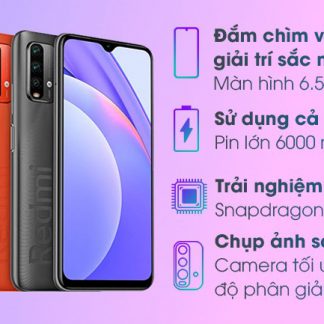 Đắm chìm v
giải trí sắc n
Màn hình 6.5
Sử dụng cả
Pin lớn 6000 m
Trải nghiệm
Snapdragon
Chụp ảnh sắ
Camera tối ư
độ phân giả
Redmi